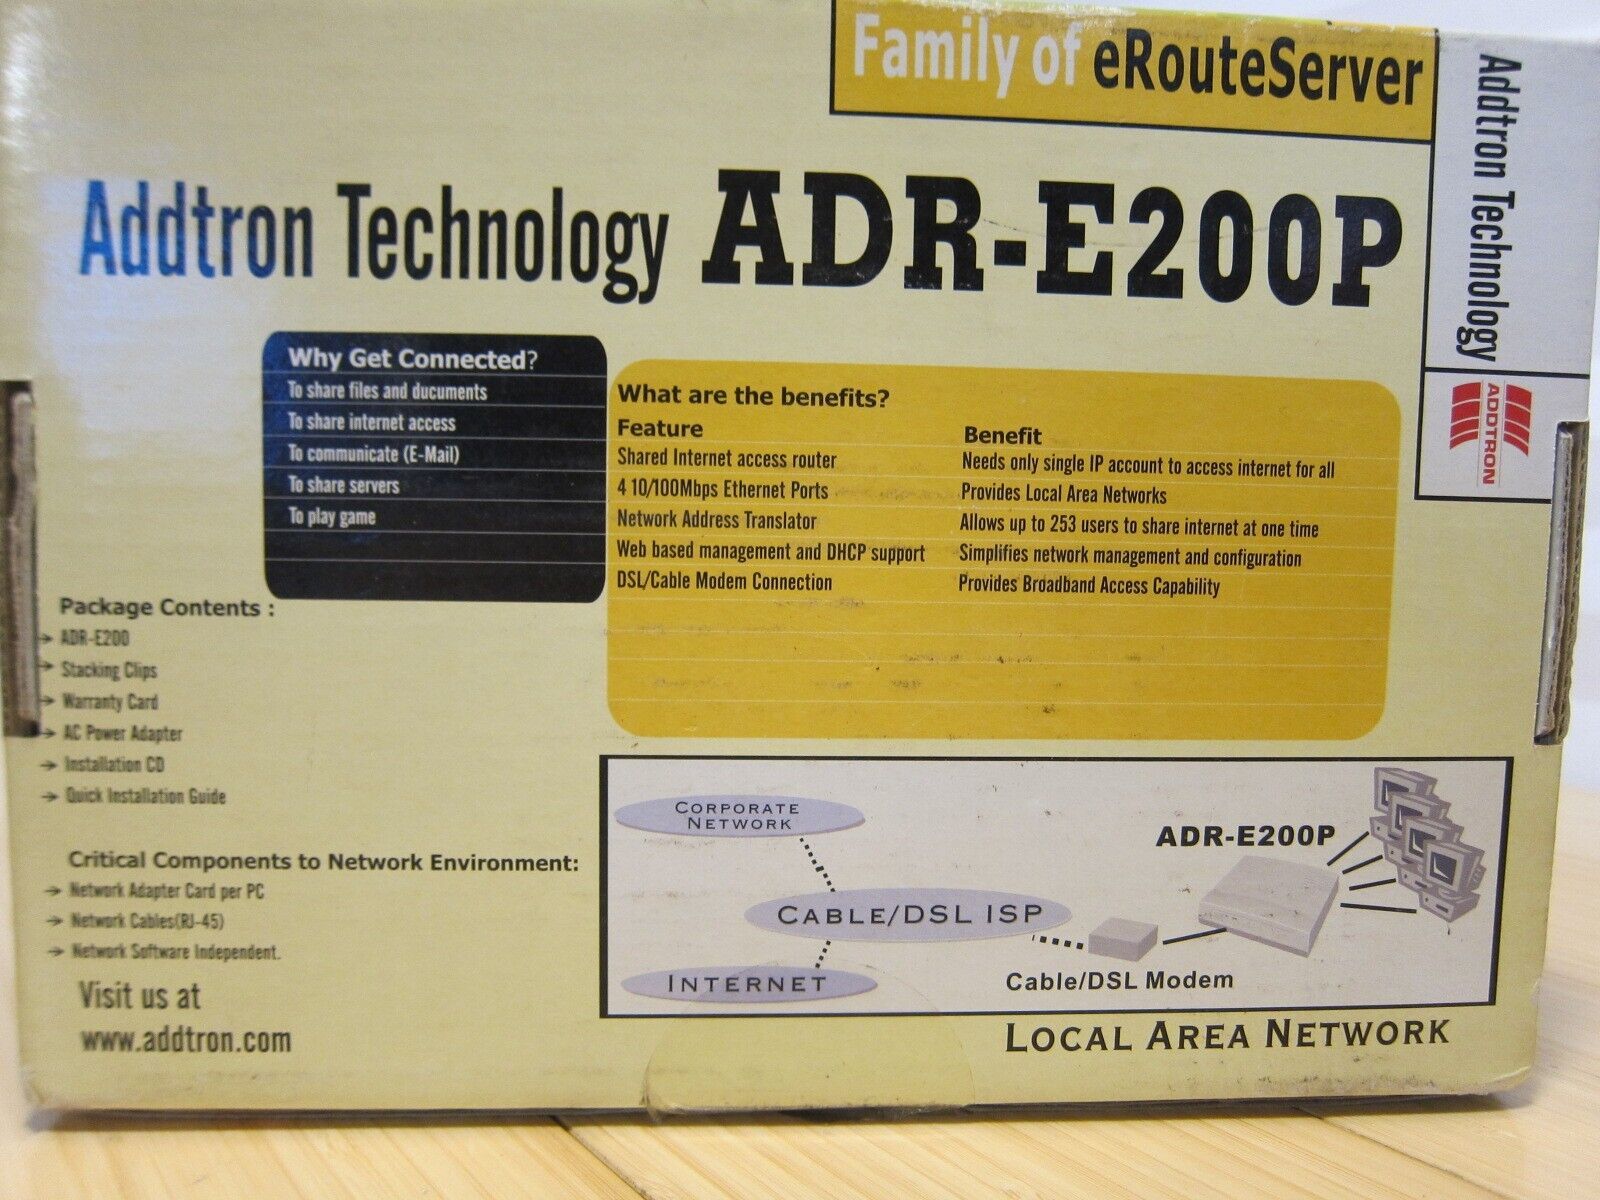 Family of eRouteServer
Addtron Technology
ADDTRON
Addtron Technology ADR-E200P
Why Get Connected?
To share files and ducuments
To share internet access
To communicate (E-Mail)
To share servers
To play game
What are the benefits?
Feature Benefit
Shared Internet access router Needs only single IP account to access internet for all
4 10/100Mbps Ethernet Ports Provides Local Area Networks
Network Address Translator Allows up to 253 users to share internet at one time
Web based management and DHCP support Simplifies network management and configuration
DSL/Cable Modem Connection Provides Broadband Access Capability
Package Contents :
→ ADR-E200
→ Stacking Clips
→ Warranty Card
→ AC Power Adapter
→ Installation CD
→ Quick Installation Guide
Critical Components to Network Environment:
→ Network Adapter Card per PC
→ Network Cables(RJ-45)
→ Network Software Independent.
Visit us at
www.addtron.com
CORPORATE
NETWORK
ADR-E200P
CABLE/DSL ISP
INTERNET
Cable/DSL Modem
LOCAL AREA NETWORK